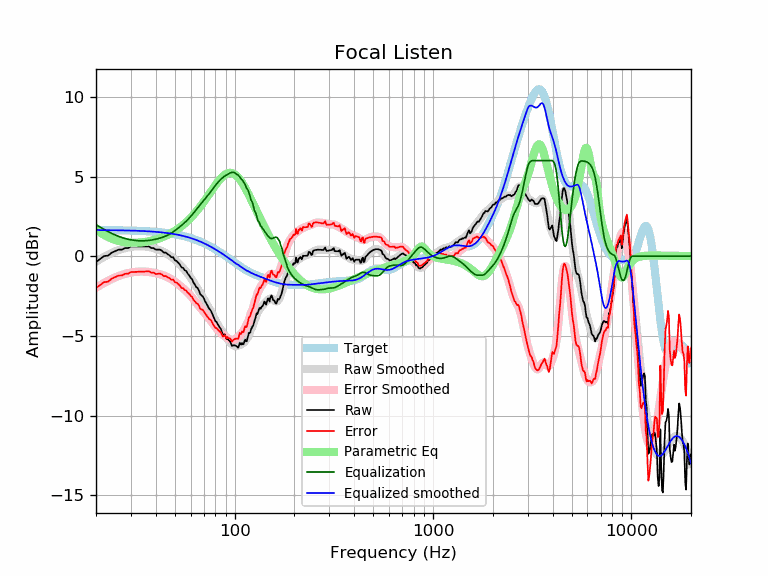 Focal Listen
Amplitude (dBr)
10
5
0
−5
−10
−15
Target
Raw Smoothed
Error Smoothed
Raw
Error
Parametric Eq
Equalization
Equalized smoothed
100
1000
10000
Frequency (Hz)